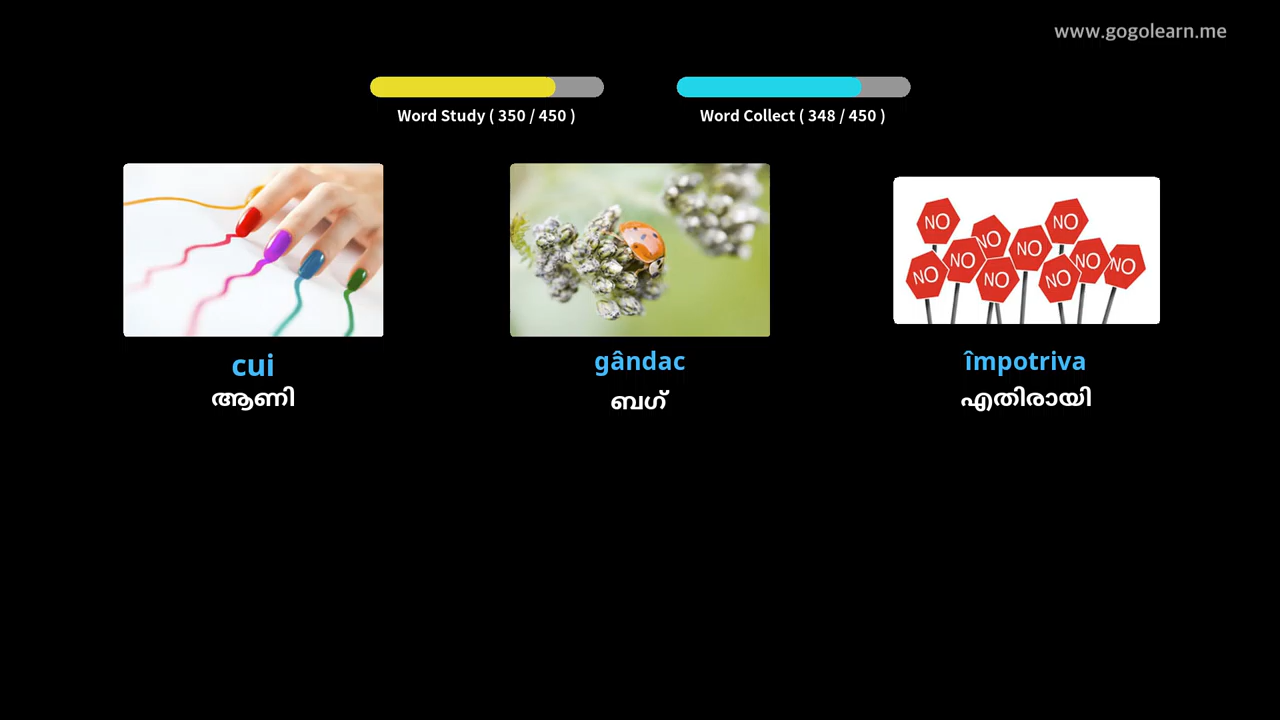 www.gogolearn.me
Word Study ( 350 / 450 )
Word Collect ( 348 / 450 )
NO NO NO NO NO NO NO NO NO NO
cui
ആണി
gândac
ബഗ്
împotriva
എതിരായി